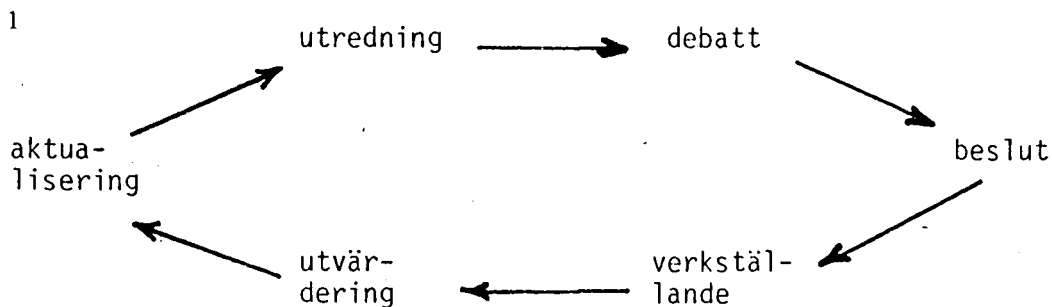 1
utredning
debatt
aktua-
lisering
beslut
utvär-
dering
verkstäl-
lande